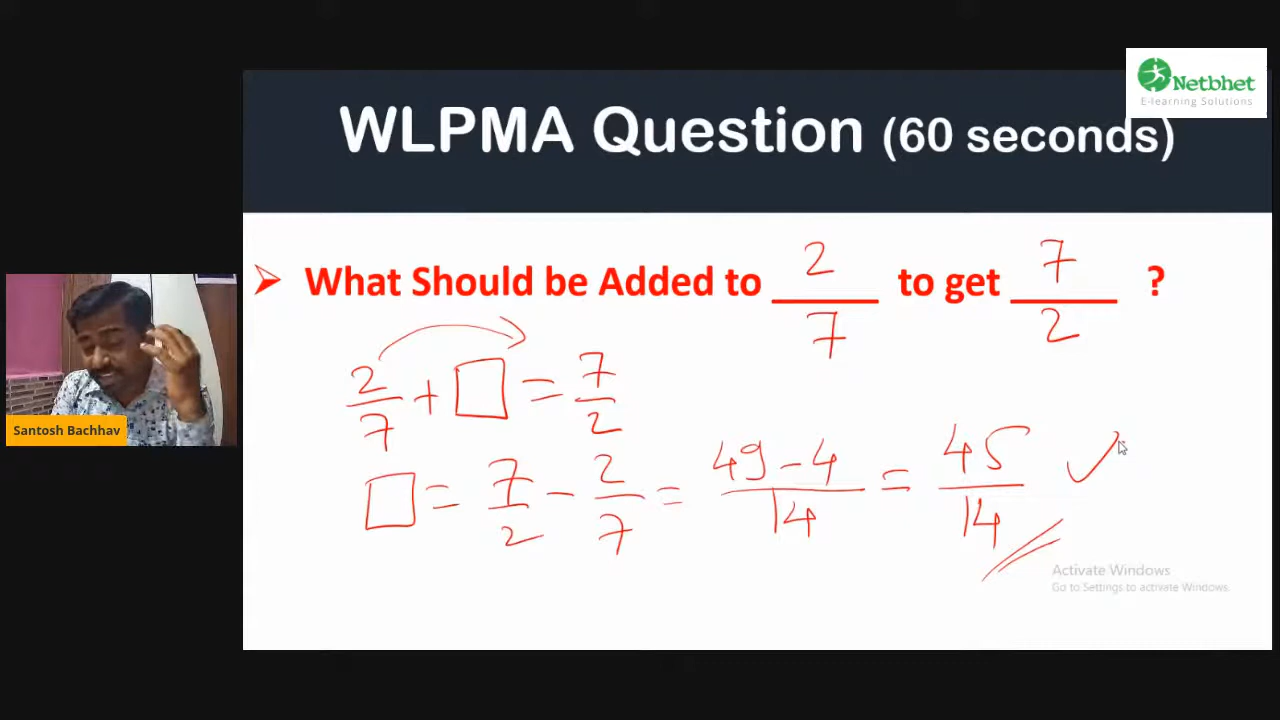 Netbhet
E-learning Solutions
WLPMA Question (60 seconds)
➢ What Should be Added to 2/7 to get 7/2 ?
2/7 + □ = 7/2
□ = 7/2 - 2/7 = 49-4/14 = 45/14 ✓
Santosh Bachhav
Activate Windows
Go to Settings to activate Windows.